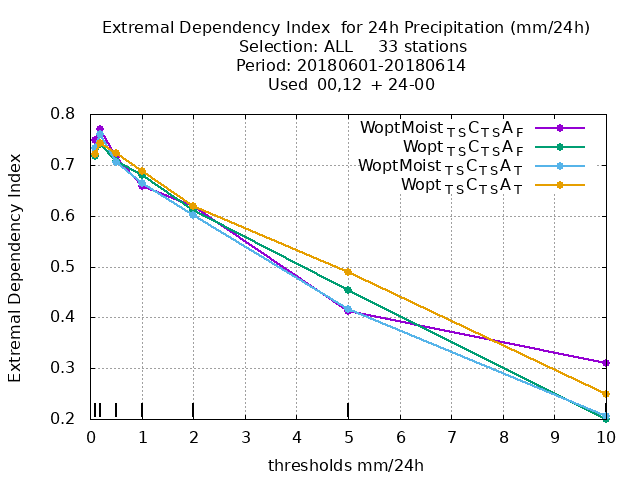 Extremal Dependency Index for 24h Precipitation (mm/24h)
Selection: ALL 33 stations
Period: 20180601-20180614
Used 00,12 + 24-00
Extremal Dependency Index
0.8
0.7
0.6
0.5
0.4
0.3
0.2
WoptMoist TS C TS A F
Wopt TS C TS A F
WoptMoist TS C TS A T
Wopt TS C TS A T
0 1 2 3 4 5 6 7 8 9 10
thresholds mm/24h